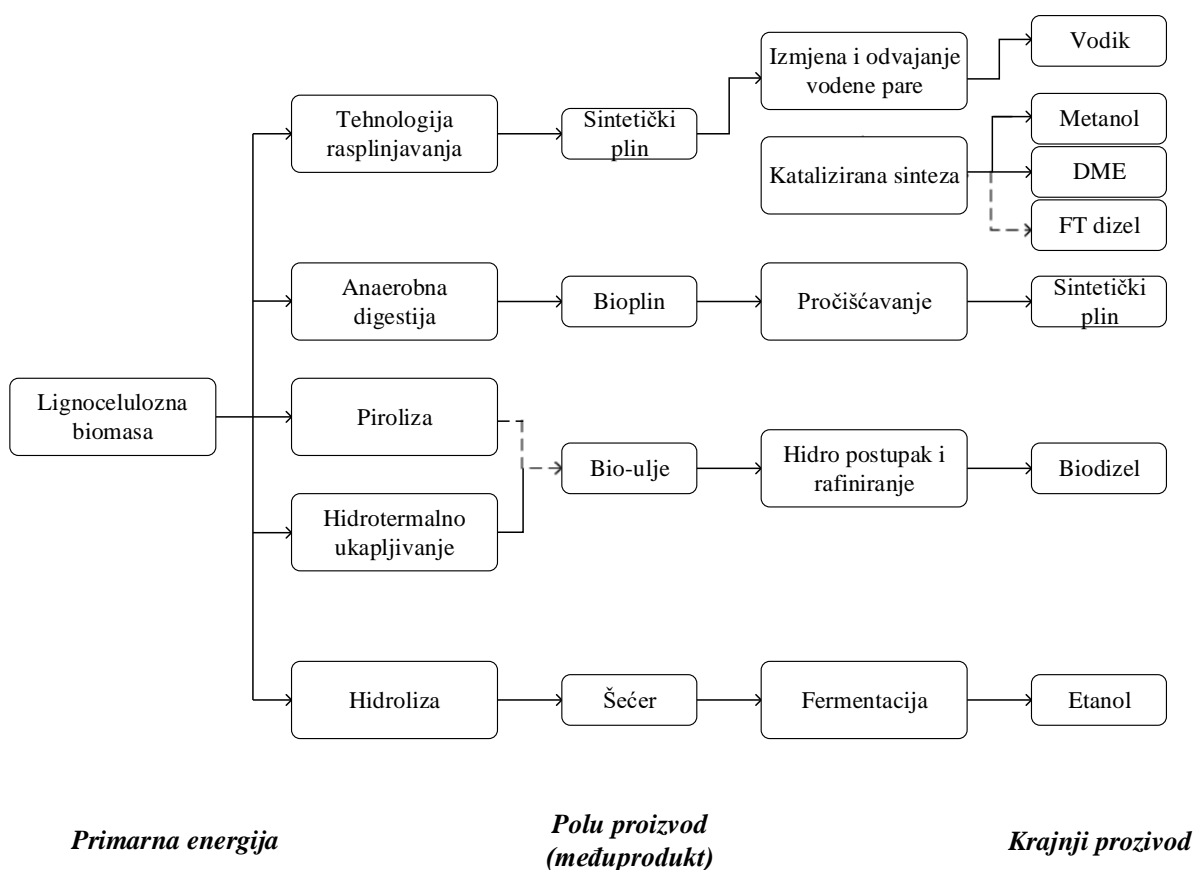 Lignocelulozna
biomasa
Tehnologija
rasplinjavanja
Sintetički
plin
Izmjena i odvajanje
vodene pare
Vodik
Katalizirana sinteza
Metanol
DME
FT dizel
Anaerobna
digestija
Bioplin
Pročišćavanje
Sintetički
plin
Piroliza
Hidrotermalno
ukapljivanje
Bio-ulje
Hidro postupak i
rafiniranje
Biodizel
Hidroliza
Šećer
Fermentacija
Etanol
Primarna energija
Polu proizvod
(međuprodukt)
Krajnji prozivod